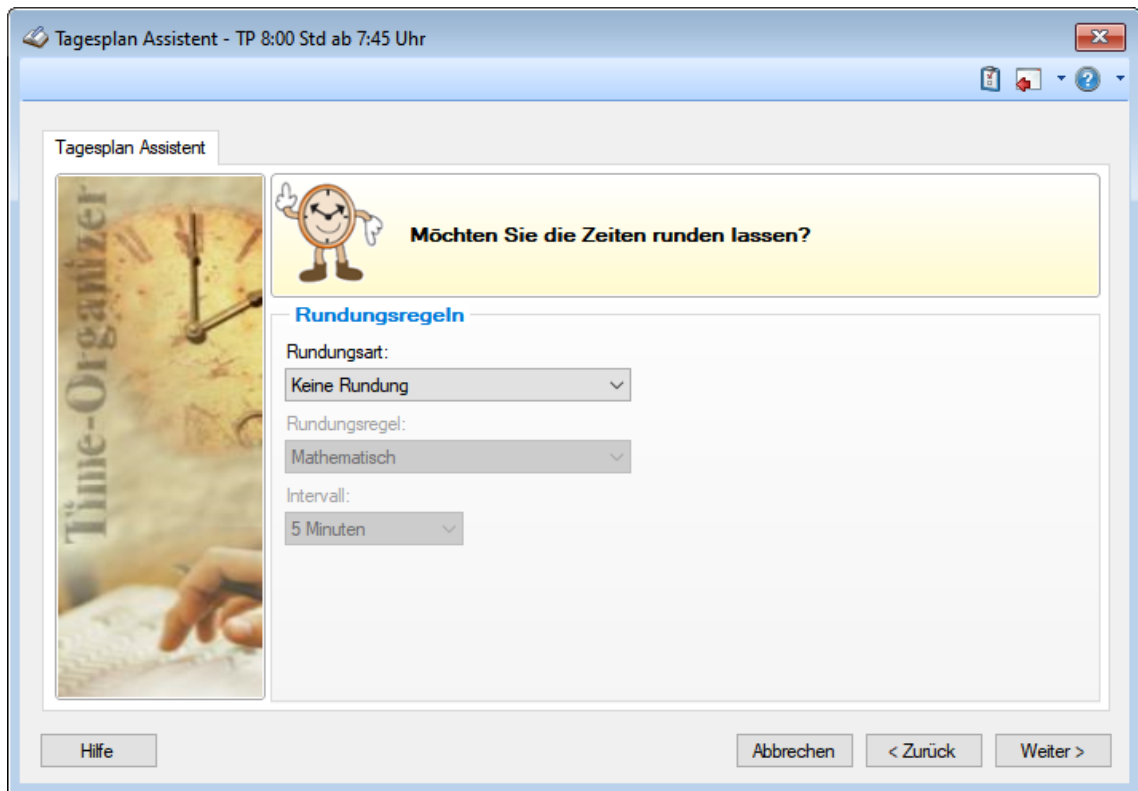 Tagesplan Assistent - TP 8:00 Std ab 7:45 Uhr
Tagesplan Assistent
Time-Organizer
Möchten Sie die Zeiten runden lassen?
Rundungsregeln
Rundungsart:
Keine Rundung
Rundungsregel:
Mathematisch
Intervall:
5 Minuten
Hilfe
Abbrechen
< Zurück
Weiter >